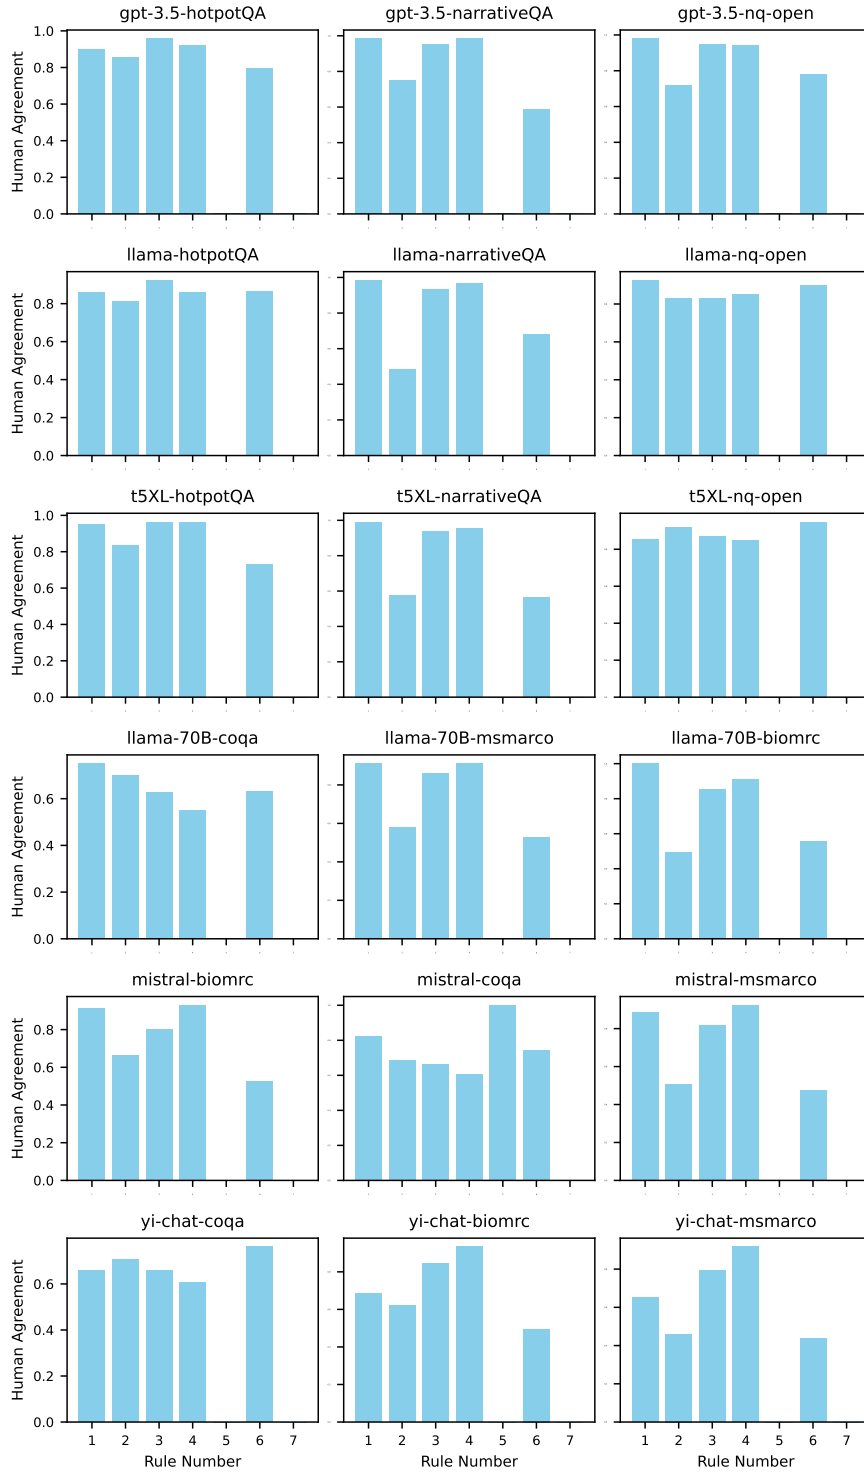 gpt-3.5-hotpotQA
gpt-3.5-narrativeQA
gpt-3.5-nq-open
Human Agreement
1.0
0.8
0.6
0.4
0.2
0.0
llama-hotpotQA
llama-narrativeQA
llama-nq-open
Human Agreement
0.8
0.6
0.4
0.2
0.0
t5XL-hotpotQA
t5XL-narrativeQA
t5XL-nq-open
Human Agreement
1.0
0.8
0.6
0.4
0.2
0.0
llama-70B-coqa
llama-70B-msmarco
llama-70B-biomrc
Human Agreement
0.6
0.4
0.2
0.0
mistral-biomrc
mistral-coqa
mistral-msmarco
Human Agreement
0.8
0.6
0.4
0.2
0.0
yi-chat-coqa
yi-chat-biomrc
yi-chat-msmarco
Human Agreement
0.6
0.4
0.2
0.0
1 2 3 4 5 6 7
1 2 3 4 5 6 7
1 2 3 4 5 6 7
Rule Number
Rule Number
Rule Number